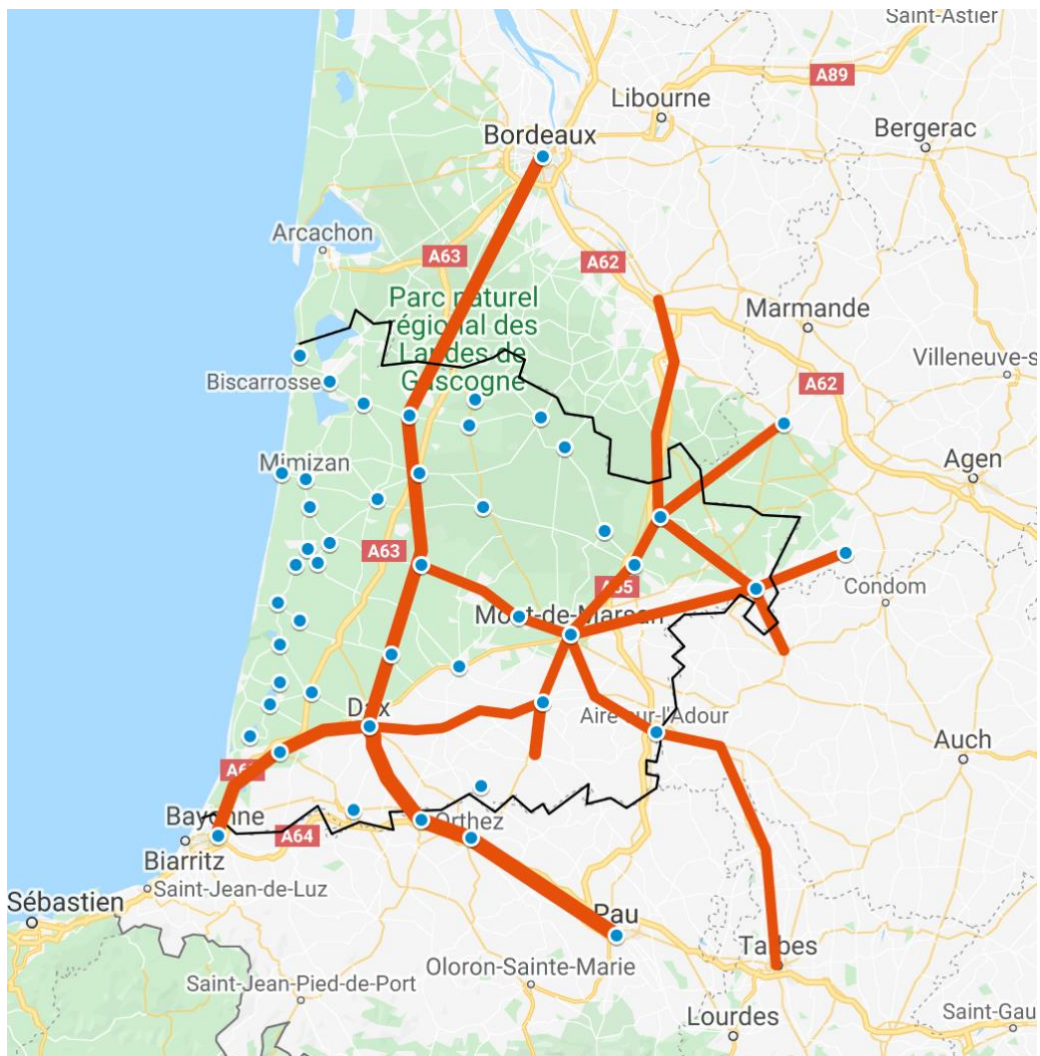 Saint-Astier
A89
Libourne
Bordeaux
Bergerac
Arcachon
A63
A62
Parc naturel
régional des
Landes de
Gascogne
Marmande
Villeneuve-s
Biscarrosse
A62
Mimizan
Agen
A63
Condom
Mont-de-Marsan
Dax
Aire-sur-l'Adour
Auch
Bayonne
Orthez
A64
Biarritz
Saint-Jean-de-Luz
Sébastien
Pau
Tarbes
Oloron-Sainte-Marie
Saint-Jean-Pied-de-Port
Lourdes
Saint-Gau